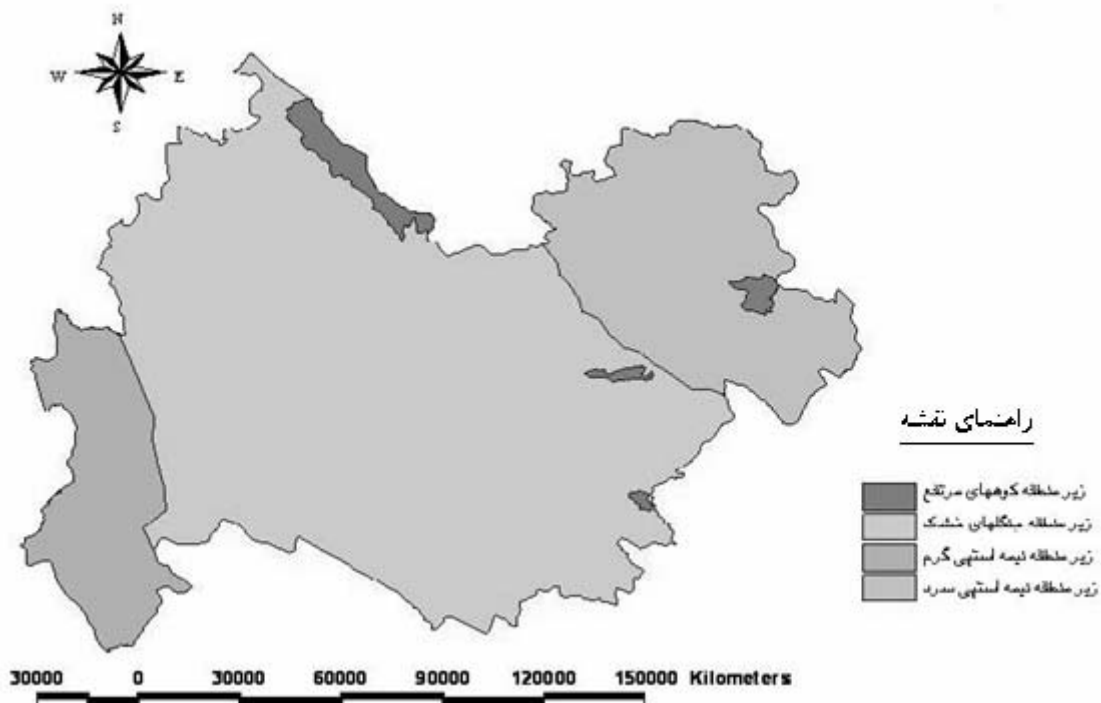 N
W E
S
راهنمای نقشه
زیر منطقه کوههای مرتفع
زیر منطقه جنگلهای خشک
زیر منطقه نیمه استپی گرم
زیر منطقه نیمه استپی سرد
30000 0 30000 60000 90000 120000 150000 Kilometers